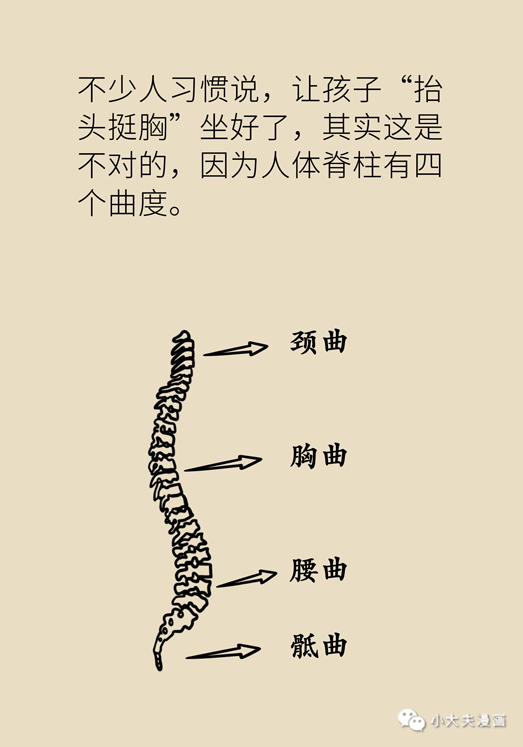 不少人习惯说，让孩子“抬
头挺胸”坐好了，其实这是
不对的，因为人体脊柱有四
个曲度。
颈曲
胸曲
腰曲
骶曲
小大夫漫画